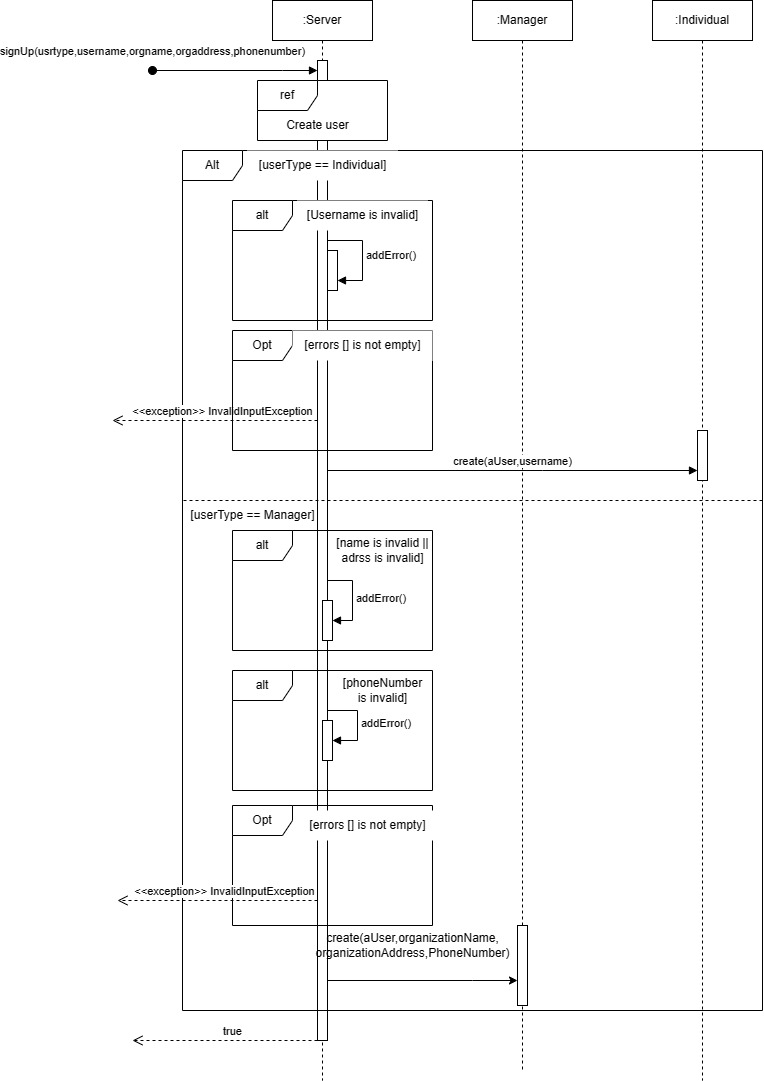 :Server
:Manager
:Individual
signUp(usrtype,username,orgname,orgaddress,phonenumber)
ref
Create user
Alt
[userType == Individual]
alt
[Username is invalid]
addError()
Opt
[errors [] is not empty]
<<exception>> InvalidInputException
create(aUser,username)
[userType == Manager]
alt
[name is invalid ||
adrss is invalid]
addError()
alt
[phoneNumber
is invalid]
addError()
Opt
[errors [] is not empty]
<<exception>> InvalidInputException
create(aUser,organizationName,
organizationAddress,PhoneNumber)
true